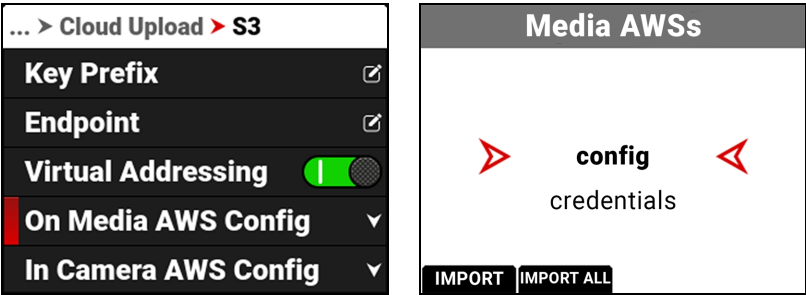 ... > Cloud Upload > S3
Key Prefix
Endpoint
Virtual Addressing
On Media AWS Config
In Camera AWS Config
Media AWSs
config
credentials
IMPORT
IMPORT ALL